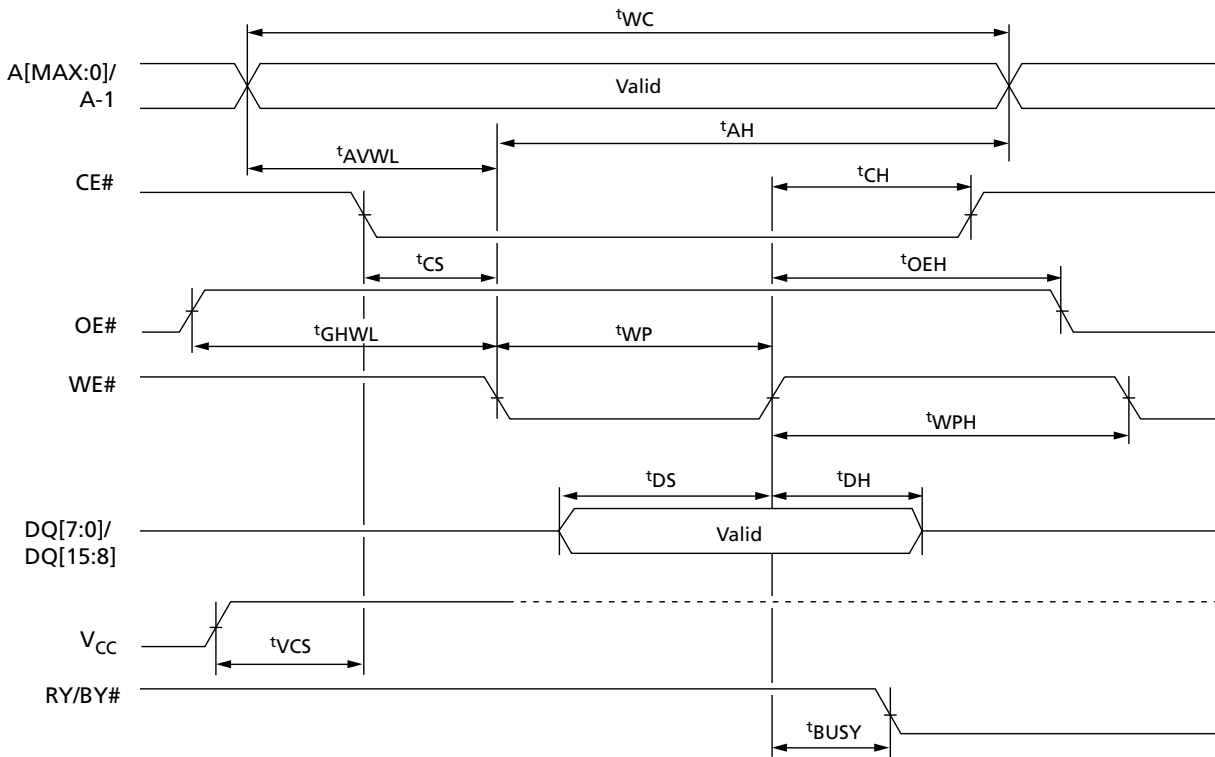 tWC
A[MAX:0]/
A-1
Valid
tAH
tAVWL
CE#
tCH
tCS
tOEH
OE#
tGHWL
tWP
WE#
tWPH
tDS
tDH
DQ[7:0]/
DQ[15:8]
Valid
VCC
tVCS
RY/BY#
tBUSY